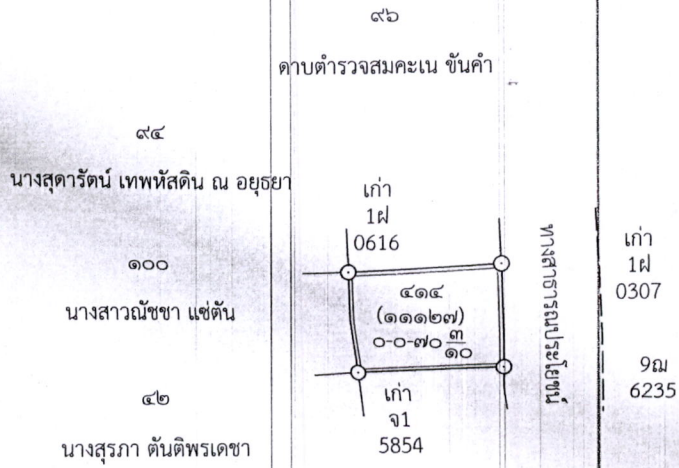 ๙๖
ดาบตำรวจสมคะเน ขันคำ
๙๔
นางสุดารัตน์ เทพหัสดิน ณ อยุธยา
เก่า
1ฝ
0616
๑๐๐
นางสาวณัชชา แซ่ตัน
๔๑๔
(๑๑๑๒๗)
๐-๐-๗๐ ๓/๑๐
ทางสาธารณประโยชน์
เก่า
1ฝ
0307
๔๒
นางสุรภา ตันติพรเดชา
เก่า
จ1
5854
9ฌ
6235